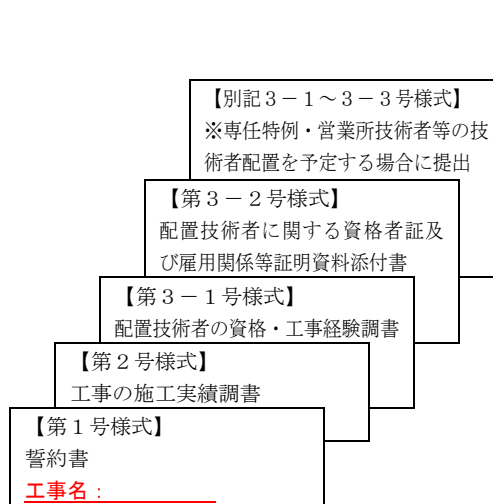 【別記３－１～３－３号様式】
※専任特例・営業所技術者等の技
術者配置を予定する場合に提出
【第３－２号様式】
配置技術者に関する資格者証及
び雇用関係等証明資料添付書
【第３－１号様式】
配置技術者の資格・工事経験調書
【第２号様式】
工事の施工実績調書
【第１号様式】
誓約書
工事名：